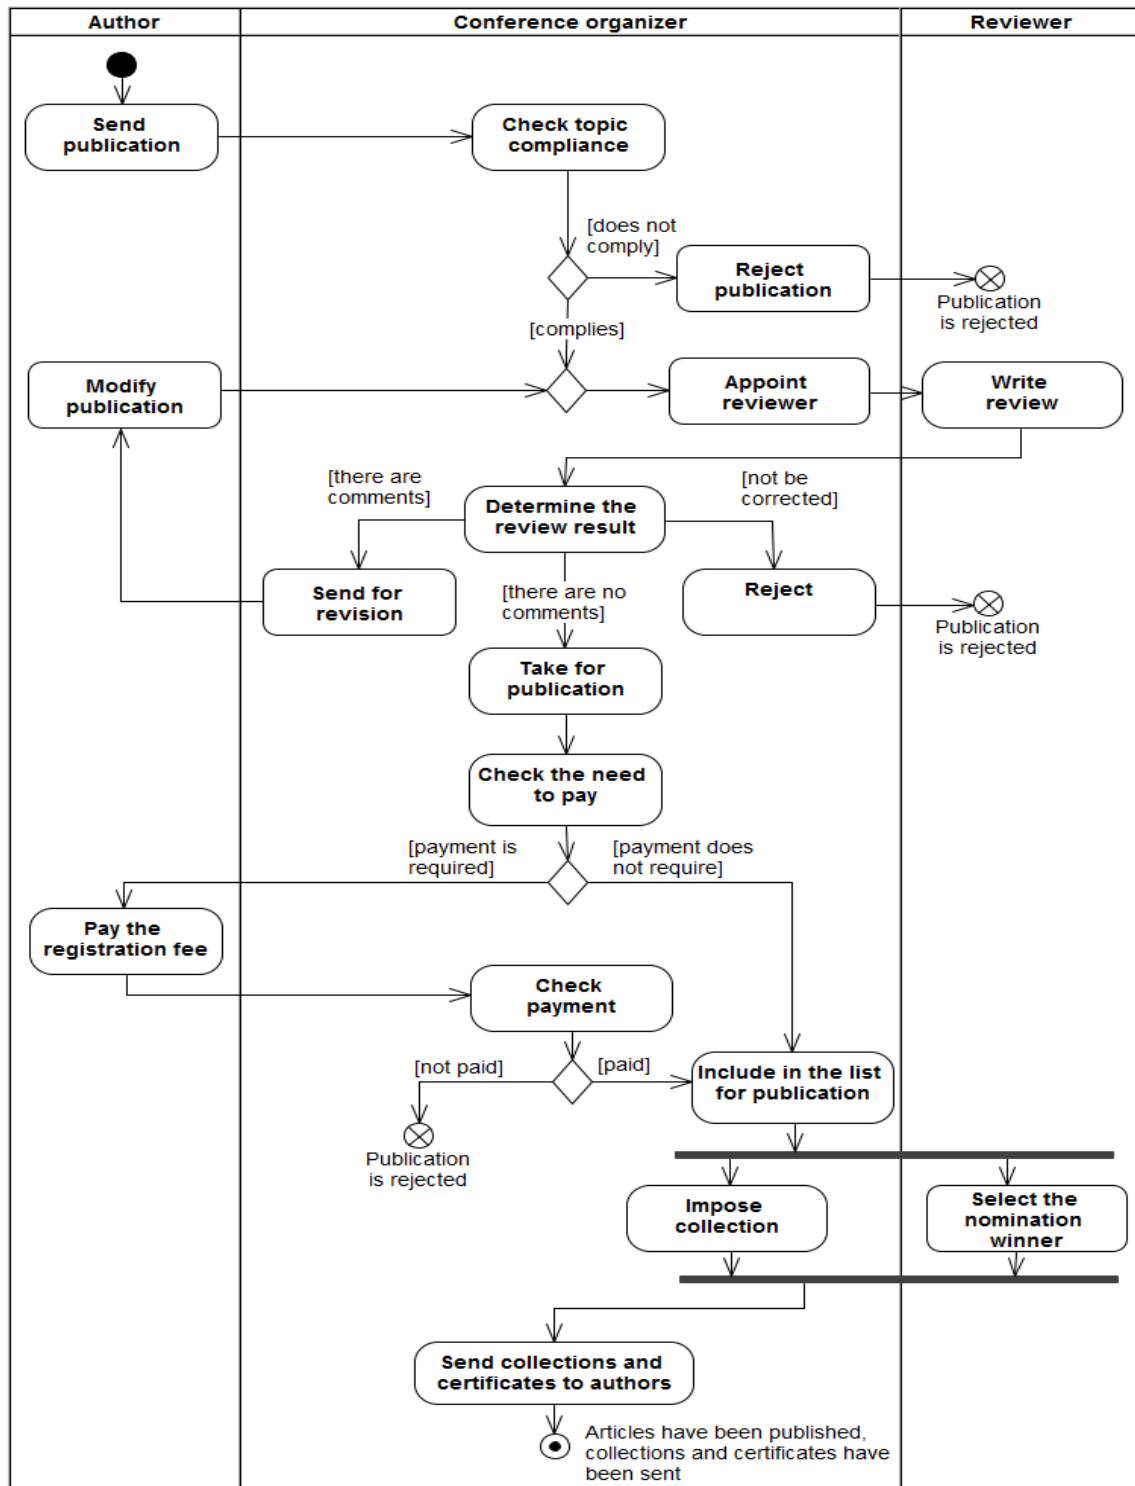 Author
Conference organizer
Reviewer
Send
publication
Check topic
compliance
[does not
comply]
Reject
publication
Publication
is rejected
[complies]
Modify
publication
Appoint
reviewer
Write
review
[there are
comments]
[not be
corrected]
Determine the
review result
Send for
revision
[there are no
comments]
Reject
Publication
is rejected
Take for
publication
Check the need
to pay
[payment is
required]
[payment does
not require]
Pay the
registration fee
Check
payment
[not paid]
[paid]
Include in the list
for publication
Publication
is rejected
Impose
collection
Select the
nomination
winner
Send collections and
certificates to authors
Articles have been published,
collections and certificates have
been sent